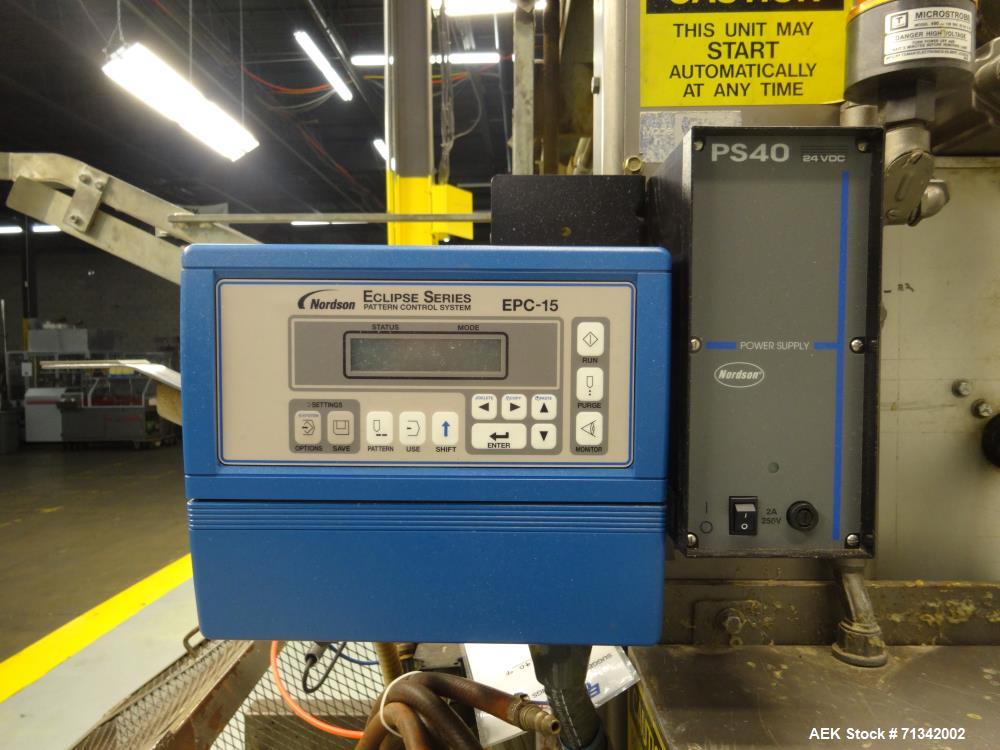 THIS UNIT MAY
START
AUTOMATICALLY
AT ANY TIME
MICROSTROBE
DANGER HIGH VOLTAGE
PS40 24 VDC
POWER SUPPLY
Nordson
2A
250V
Nordson ECLIPSE SERIES
PATTERN CONTROL SYSTEM
EPC-15
STATUS MODE
RUN
PURGE
MONITOR
SETTINGS
OPTIONS SAVE
PATTERN USE SHIFT
ENTER
AEK Stock #71342002